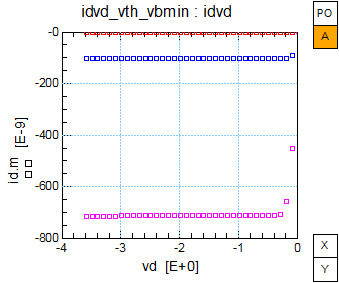 idvd_vth_vbmin : idvd
PO
A
-0
-200
-400
-600
-800
id.m [E-9]
-4 -3 -2 -1 0
vd [E+0]
X
Y